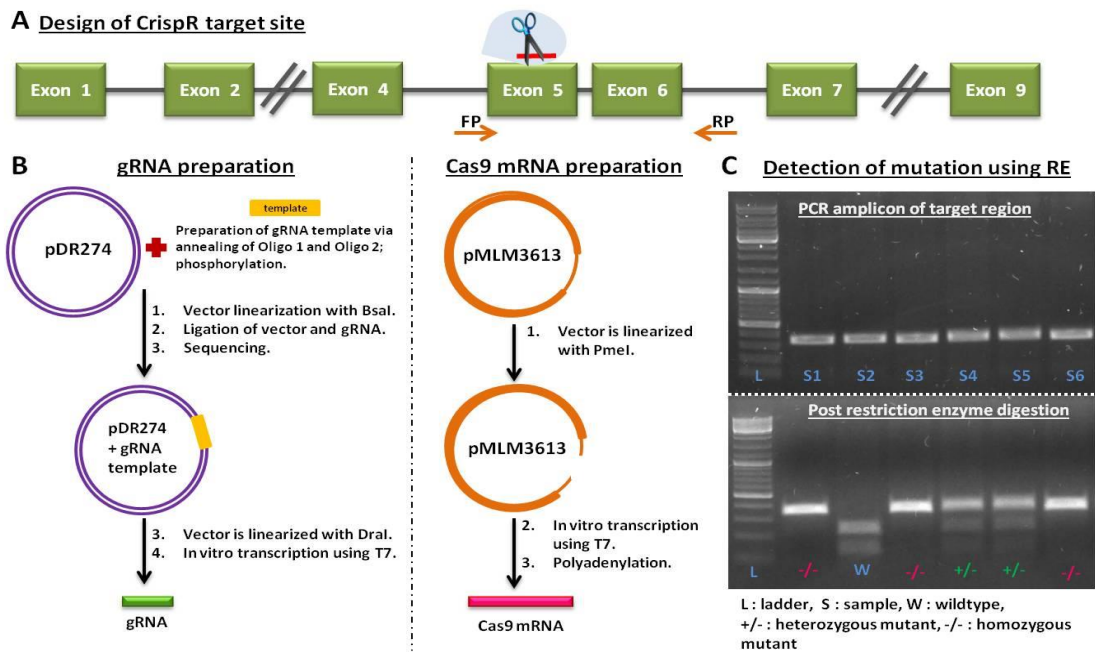 A Design of CrispR target site
Exon 1
Exon 2
Exon 4
Exon 5
Exon 6
Exon 7
Exon 9
FP
RP
B
gRNA preparation
pDR274
template
Preparation of gRNA template via
annealing of Oligo 1 and Oligo 2;
phosphorylation.
1. Vector linearization with BsaI.
2. Ligation of vector and gRNA.
3. Sequencing.
pDR274
+ gRNA
template
3. Vector is linearized with DraI.
4. In vitro transcription using T7.
gRNA
Cas9 mRNA preparation
pMLM3613
1. Vector is linearized
with PmeI.
pMLM3613
2. In vitro transcription
using T7.
3. Polyadenylation.
Cas9 mRNA
C Detection of mutation using RE
PCR amplicon of target region
L S1 S2 S3 S4 S5 S6
Post restriction enzyme digestion
L -/- W -/- +/- +/- -/-
L : ladder, S : sample, W : wildtype,
+/- : heterozygous mutant, -/- : homozygous
mutant